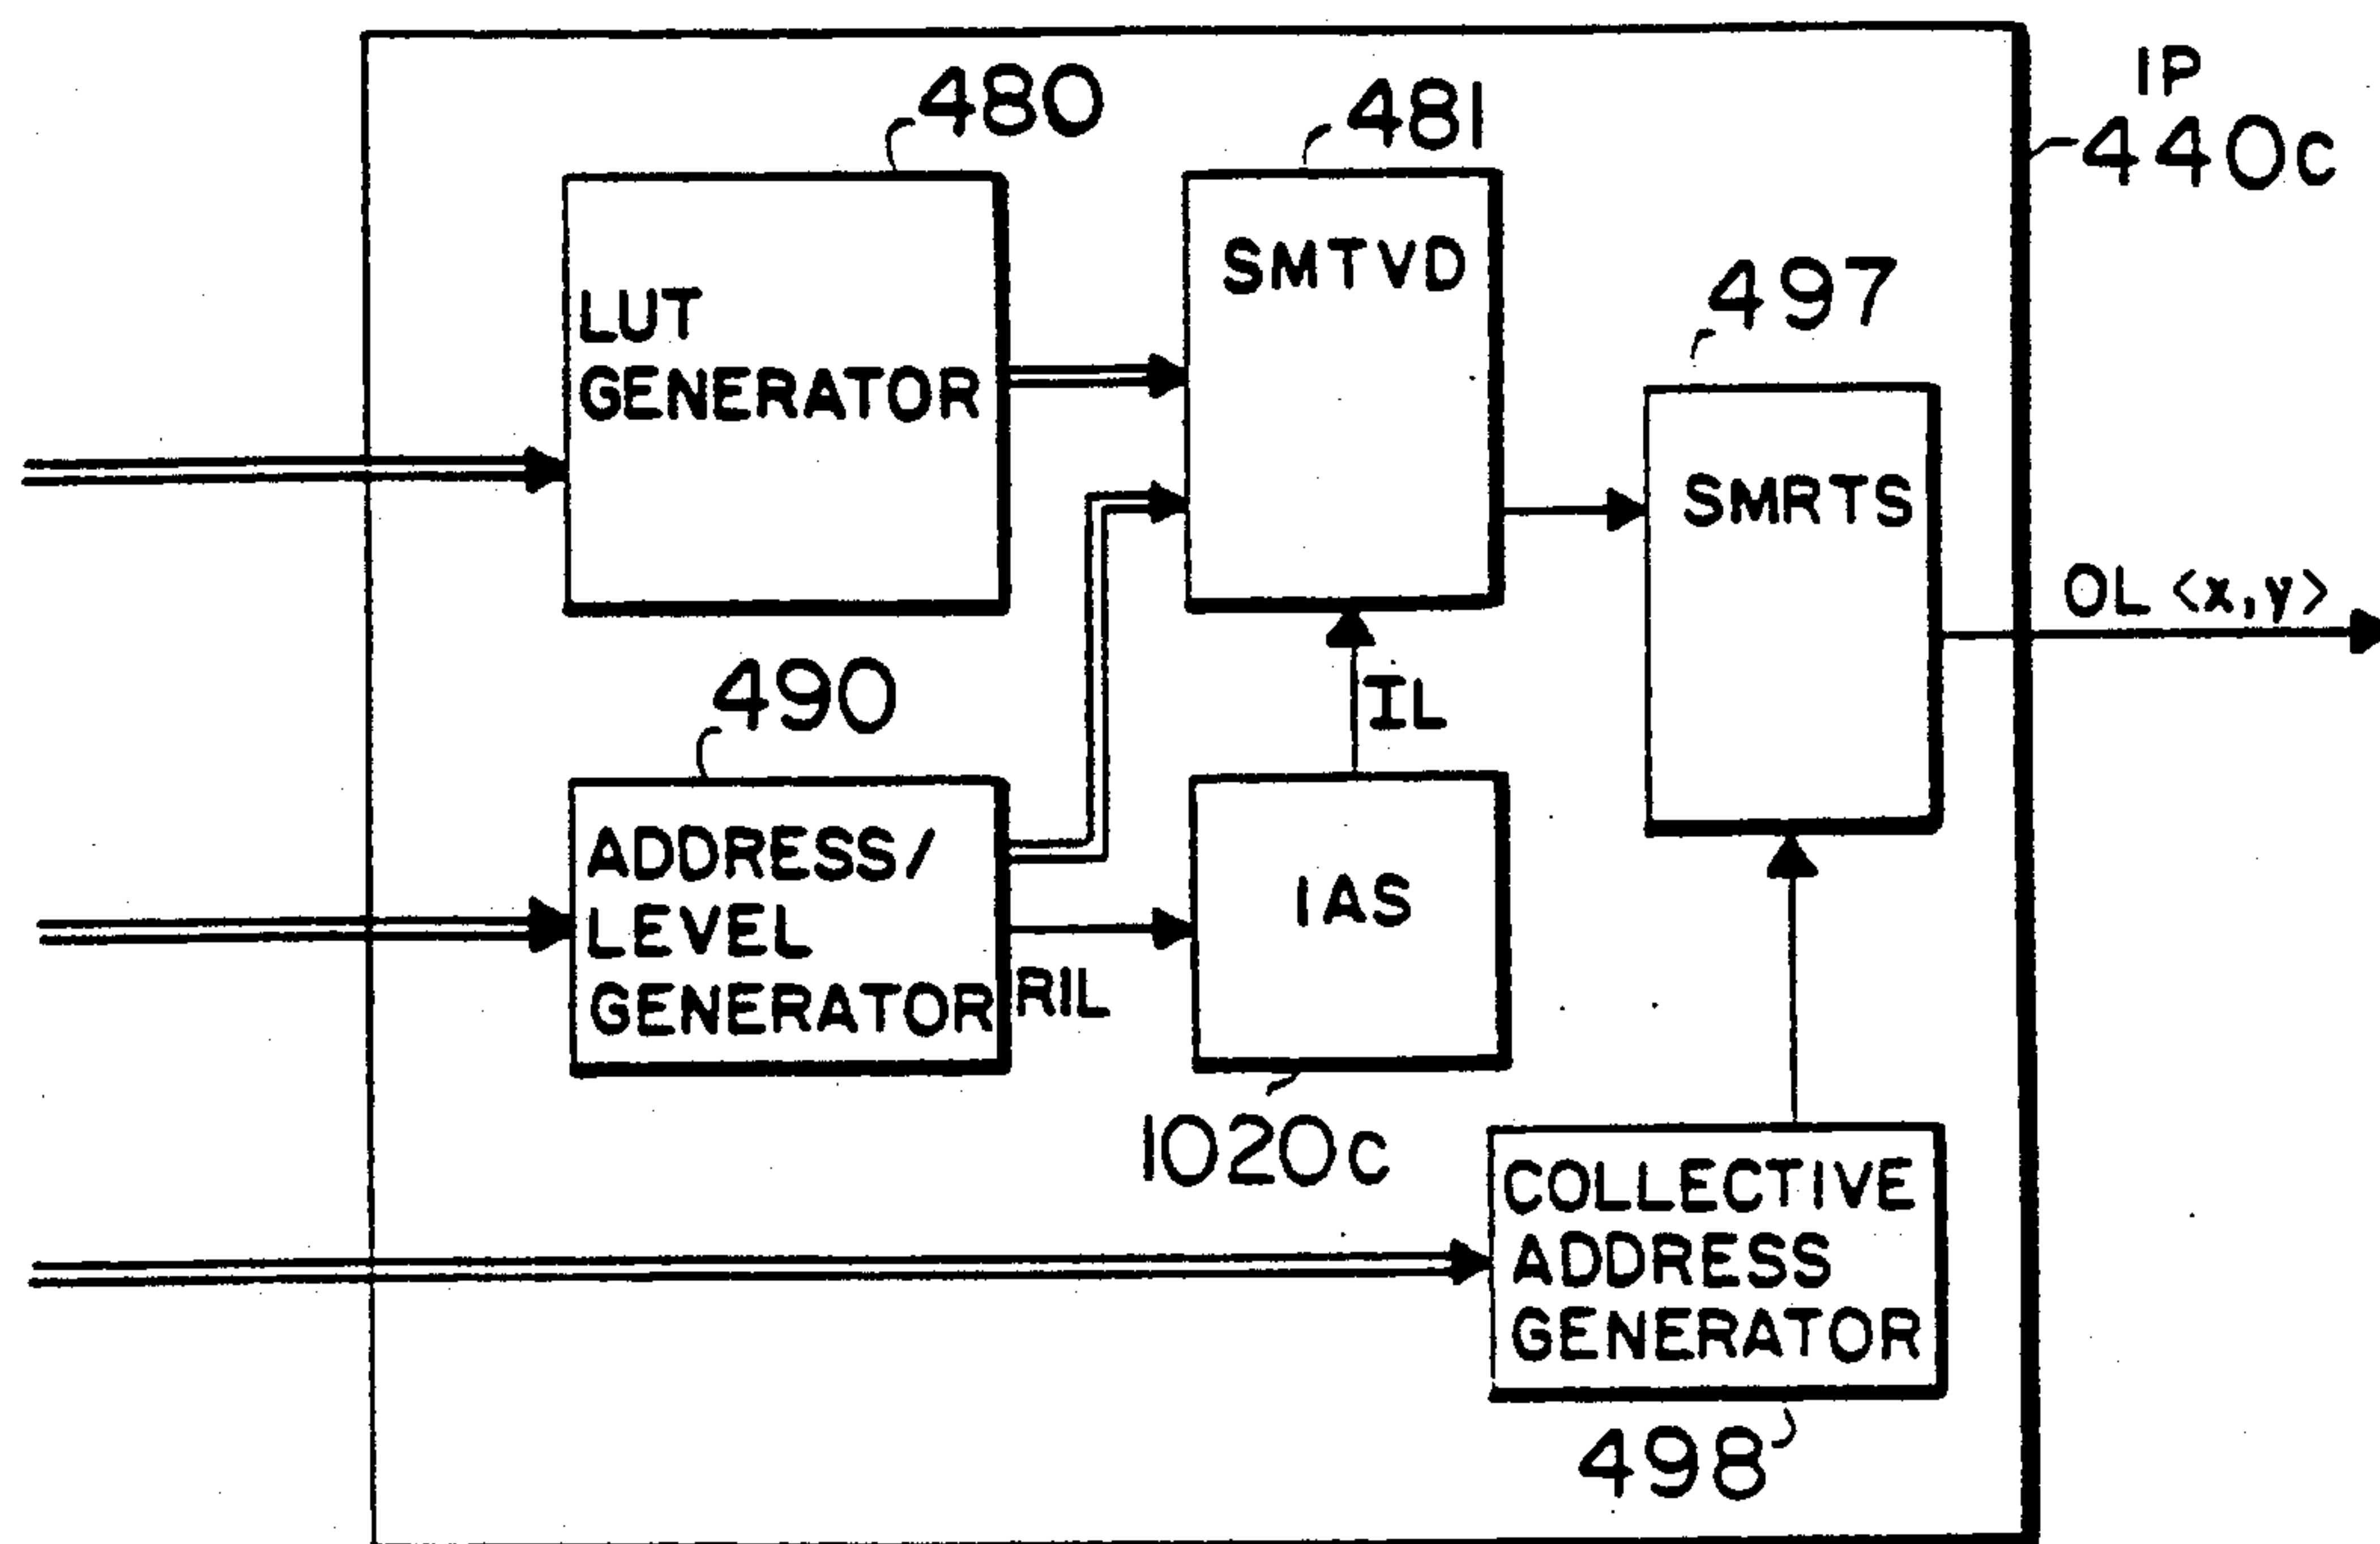 IP
440c
480
481
SMTVD
497
LUT
GENERATOR
SMRTS
OL <x,y>
490
IL
ADDRESS/
LEVEL
GENERATOR
RIL
IAS
1020c
COLLECTIVE
ADDRESS
GENERATOR
498